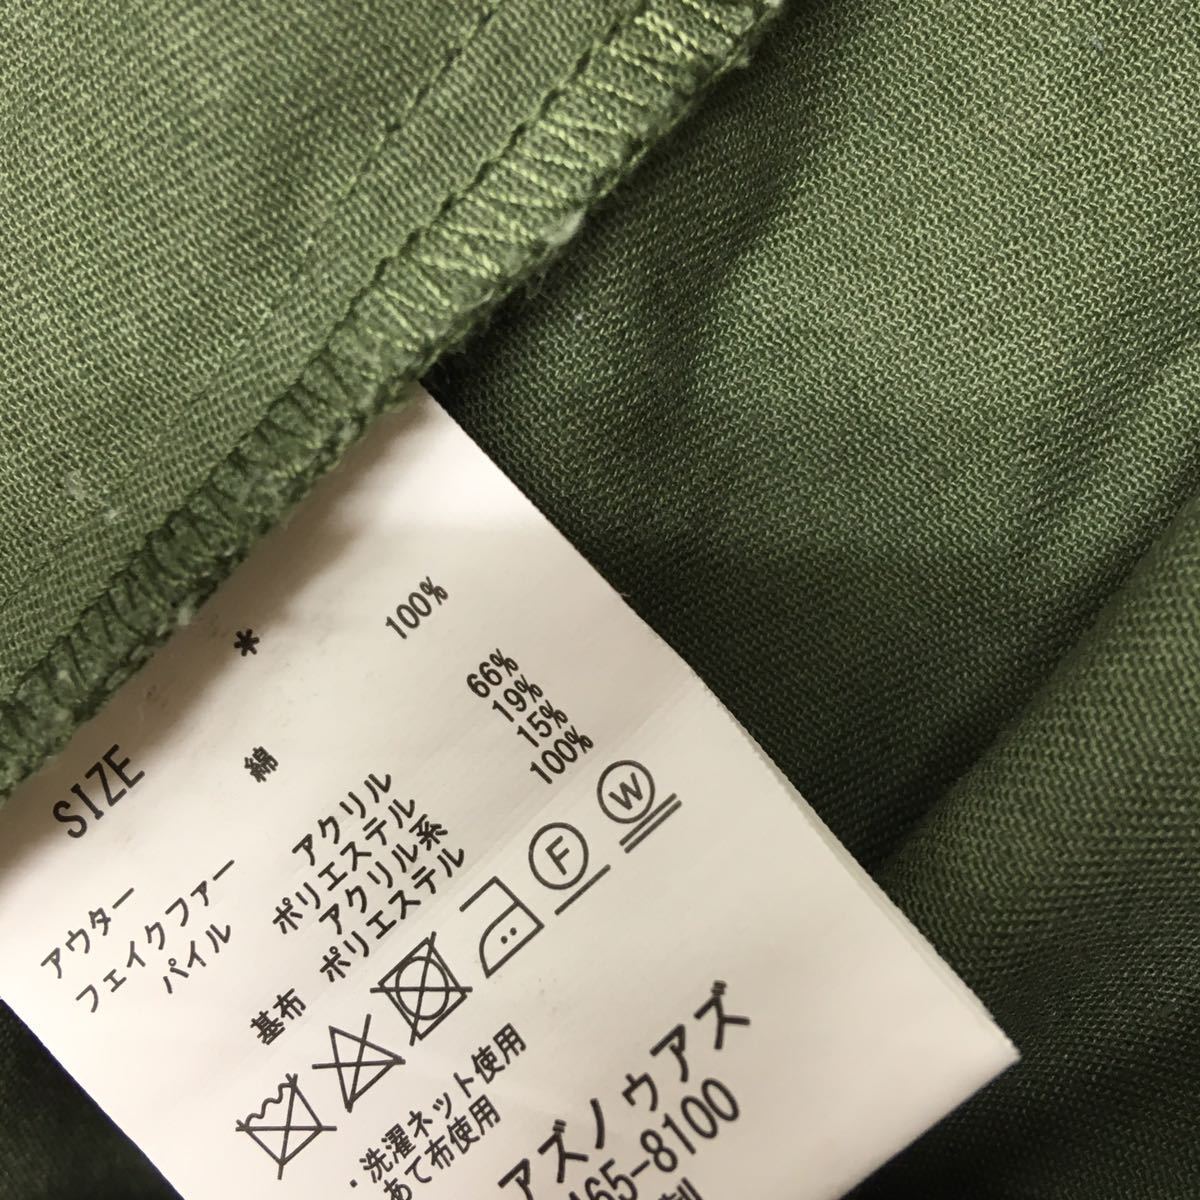 SIZE *
アウター 綿 100%
フェイクファー
パイル アクリル 66%
ポリエステル 19%
アクリル系 15%
基布 ポリエステル 100%
F W
・洗濯ネット使用
あて布使用
アズノゥアズ
465-8100